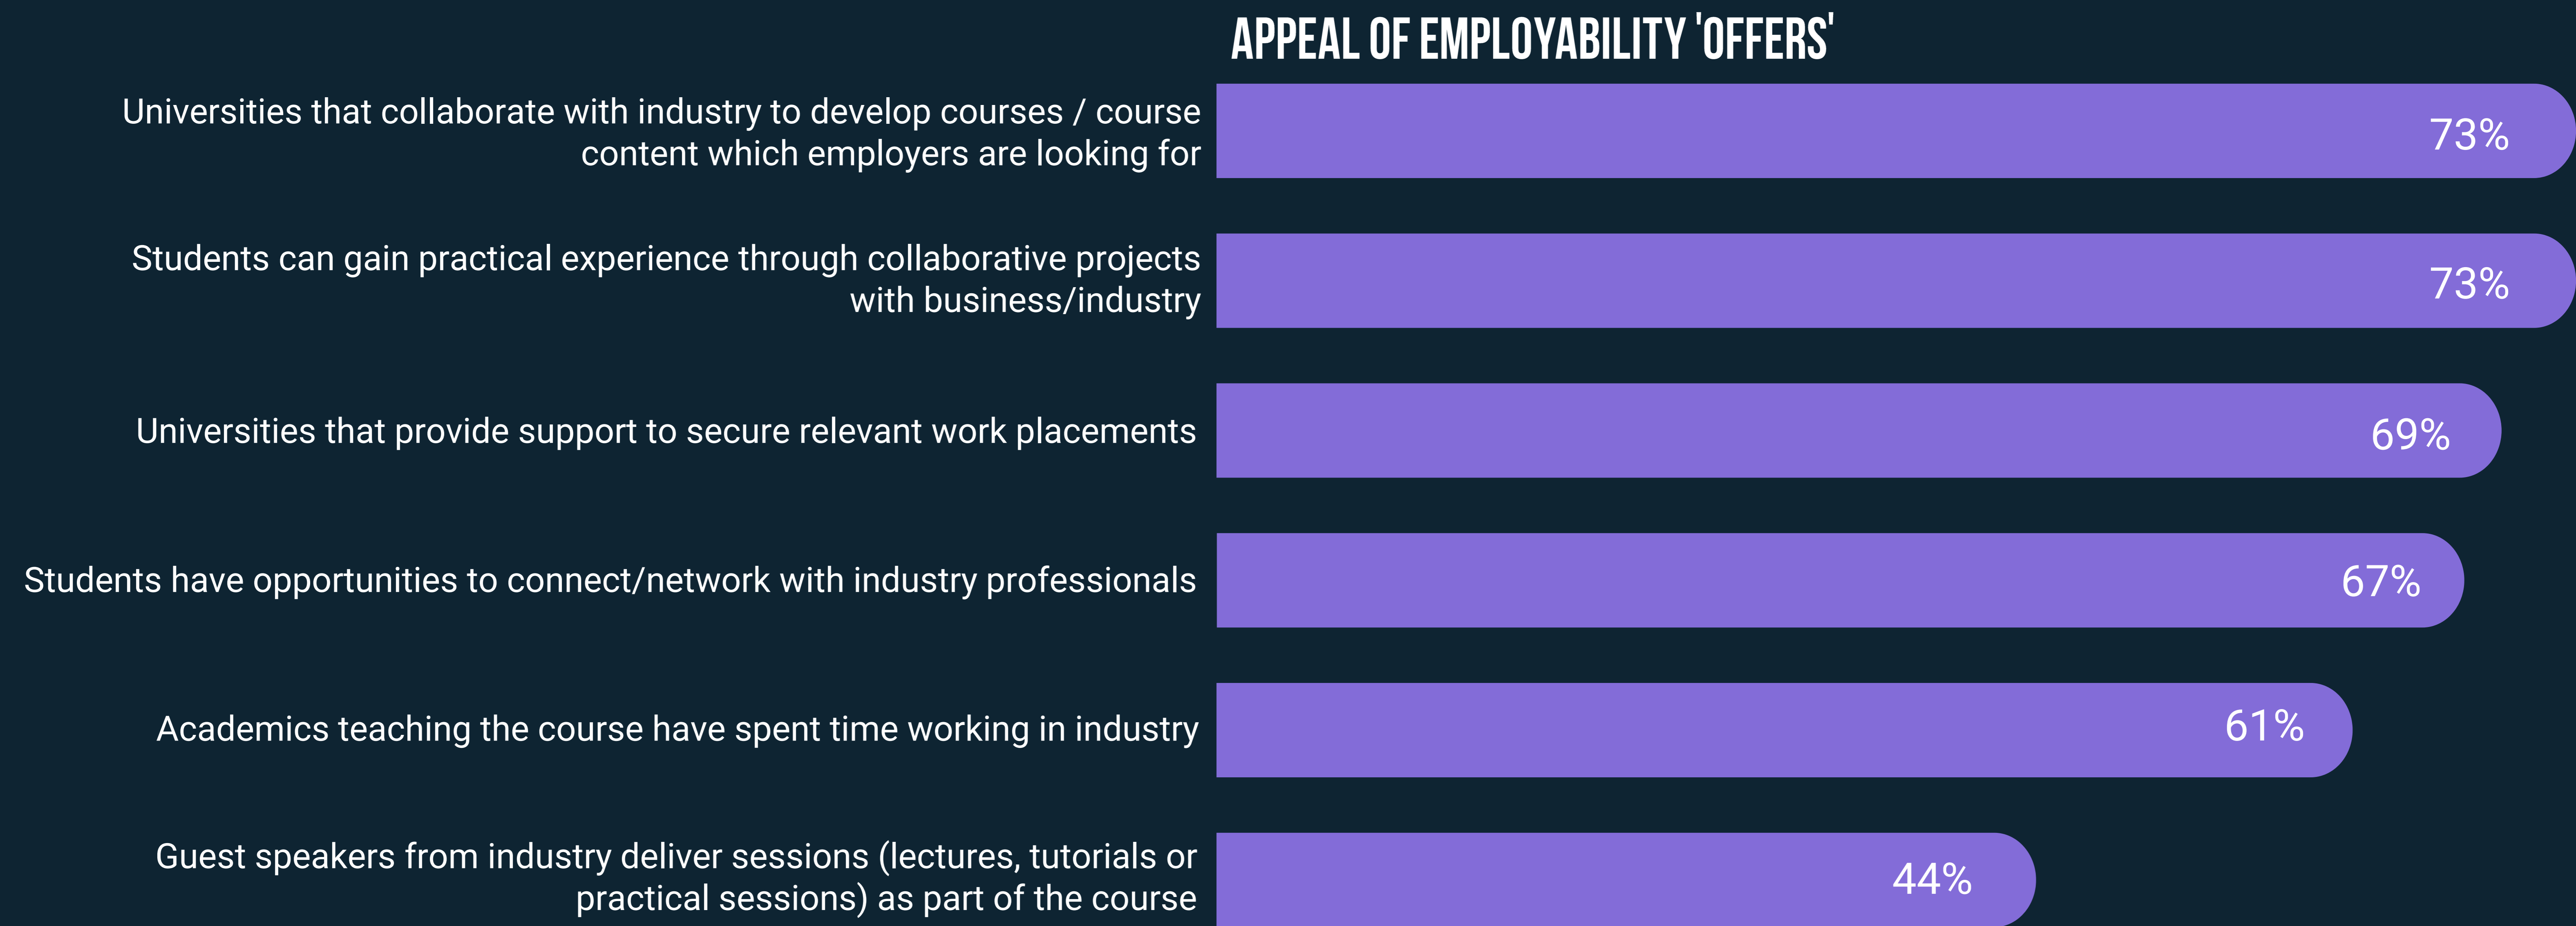 APPEAL OF EMPLOYABILITY 'OFFERS'
Universities that collaborate with industry to develop courses / course
content which employers are looking for
73%
Students can gain practical experience through collaborative projects
with business/industry
73%
Universities that provide support to secure relevant work placements
69%
Students have opportunities to connect/network with industry professionals
67%
Academics teaching the course have spent time working in industry
61%
Guest speakers from industry deliver sessions (lectures, tutorials or
practical sessions) as part of the course
44%